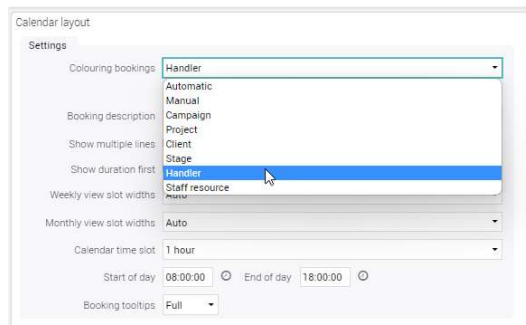 Calendar layout
Settings
Colouring bookings Handler
Automatic
Manual
Booking description Campaign
Project
Show multiple lines Client
Stage
Show duration first Handler
Staff resource
Weekly view slot widths Auto
Monthly view slot widths Auto
Calendar time slot 1 hour
Start of day 08:00:00 End of day 18:00:00
Booking tooltips Full